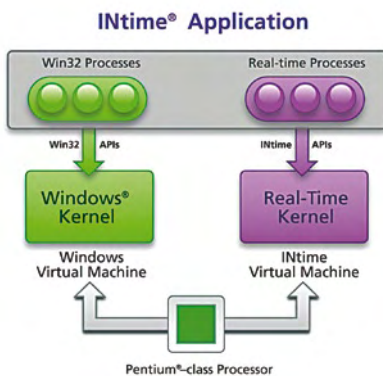 INtime® Application
Win32 Processes
Real-time Processes
Win32 APIs
INtime APIs
Windows®
Kernel
Real-Time
Kernel
Windows
Virtual Machine
INtime
Virtual Machine
Pentium®-class Processor